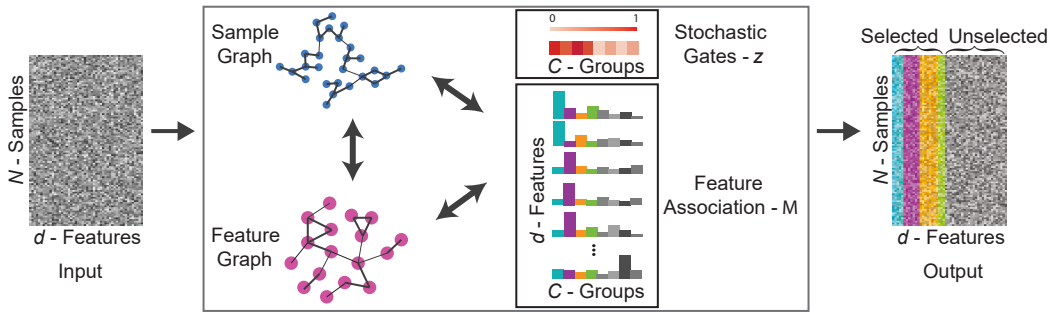 N - Samples
d - Features
Input
Sample
Graph
Feature
Graph
0 1
C - Groups
Stochastic
Gates - z
d - Features
...
C - Groups
Feature
Association - M
Selected Unselected
N - Samples
d - Features
Output